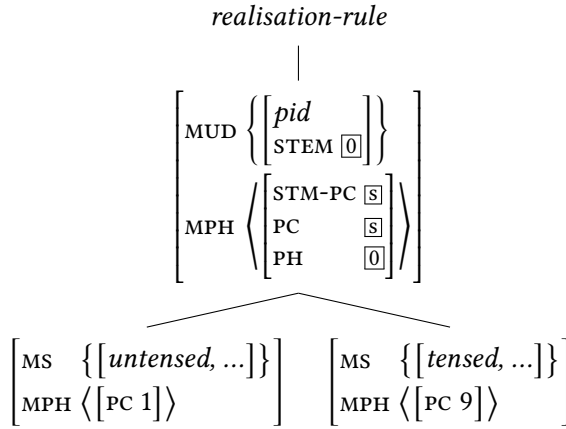 realisation-rule
MUD {[pid
STEM [0]]}
MPH ⟨[STM-PC [s]
PC [s]
PH [0]]⟩
[MS {[untensed, ...]} [MS {[tensed, ...]}
MPH ⟨[PC 1]⟩] MPH ⟨[PC 9]⟩]